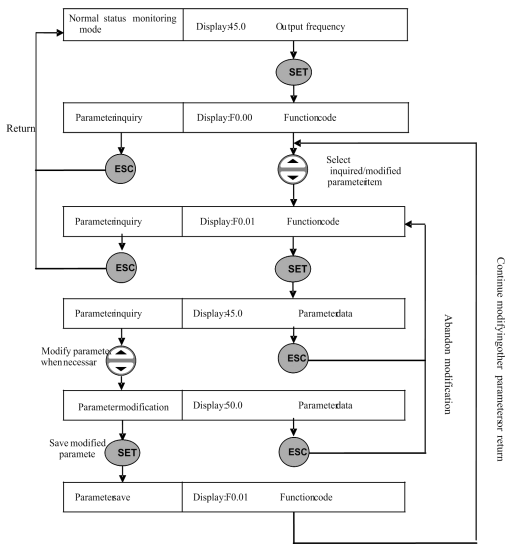 Normal status monitoring
mode
Display:45.0 Output frequency
SET
Parameterinquiry Display:F0.00 Functioncode
Return
ESC
Select
inquired/modified
parameteritem
Parameterinquiry Display:F0.01 Functioncode
ESC
SET
Parameterinquiry Display:45.0 Parameterdata
Modify parameter
whennecessar
ESC
Parametermodification Display:50.0 Parameterdata
Save modified
paramete
SET
ESC
Parametersave Display:F0.01 Functioncode
Abandon modification
Continue modifyingother parametersor return